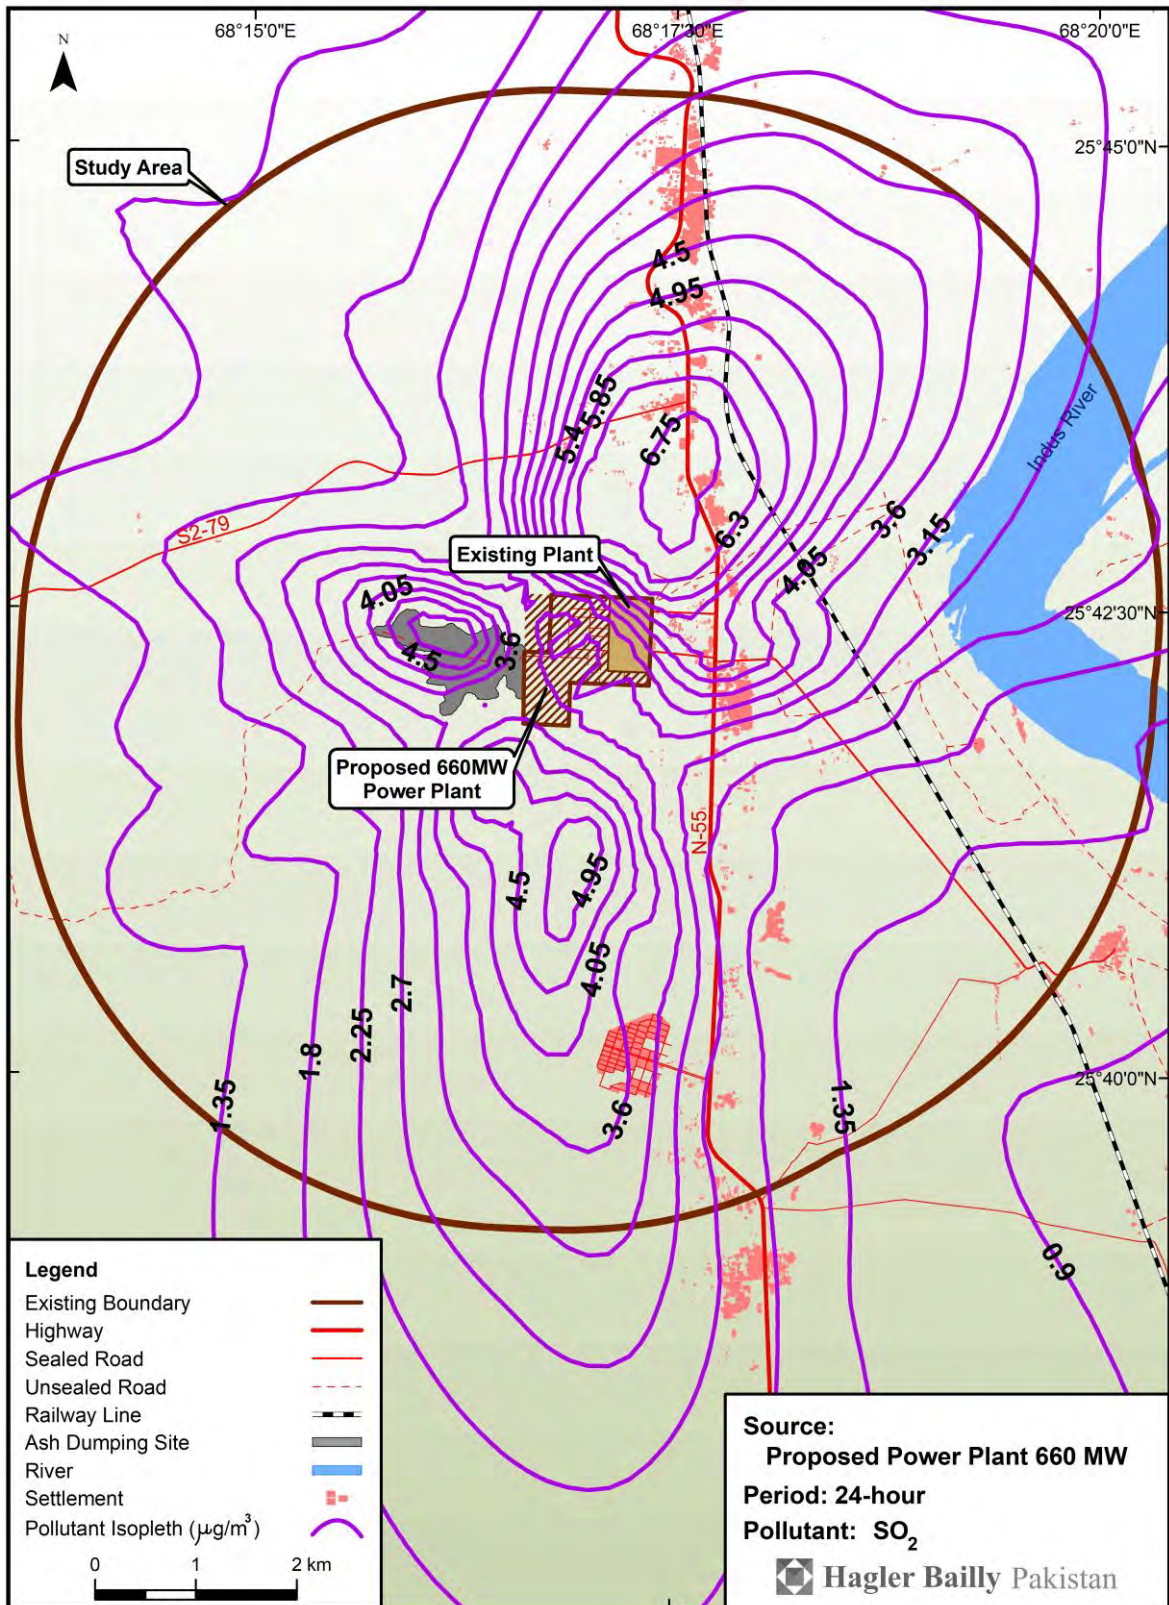 68°15'0"E
68°17'30"E
68°20'0"E
N
25°45'0"N
Study Area
4.5
4.95
5.85
5.4
6.75
Indus River
S2-79
6.3
3.6
3.15
Existing Plant
4.05
4.05
25°42'30"N
4.5
3.6
Proposed 660MW
Power Plant
N-55
4.5
4.95
4.05
2.7
2.25
1.8
1.35
3.6
1.35
25°40'0"N
0.9
Legend
Existing Boundary
Highway
Sealed Road
Unsealed Road
Railway Line
Ash Dumping Site
River
Settlement
Pollutant Isopleth (µg/m³)
0 1 2 km
Source:
Proposed Power Plant 660 MW
Period: 24-hour
Pollutant: SO₂
Hagler Bailly Pakistan